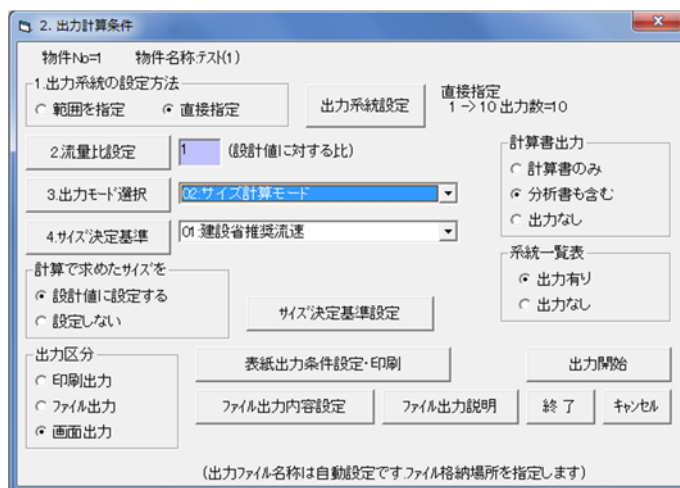 2. 出力計算条件
物件No=1 物件名称:テスト(1)
1.出力系統の設定方法
範囲を指定 直接指定
出力系統設定
直接指定
1 -> 10 出力数=10
2.流量比設定 1 (設計値に対する比)
3.出力モード選択 02:サイズ計算モード
4.サイズ決定基準 01:建設省推奨流速
計算書出力
計算書のみ
分析書も含む
出力なし
系統一覧表
出力有り
出力なし
計算で求めたサイズを
設計値に設定する
設定しない
サイズ決定基準設定
出力区分
印刷出力
ファイル出力
画面出力
表紙出力条件設定・印刷 出力開始
ファイル出力内容設定 ファイル出力説明 終 了 キャンセル
(出力ファイル名称は自動設定です.ファイル格納場所を指定します)